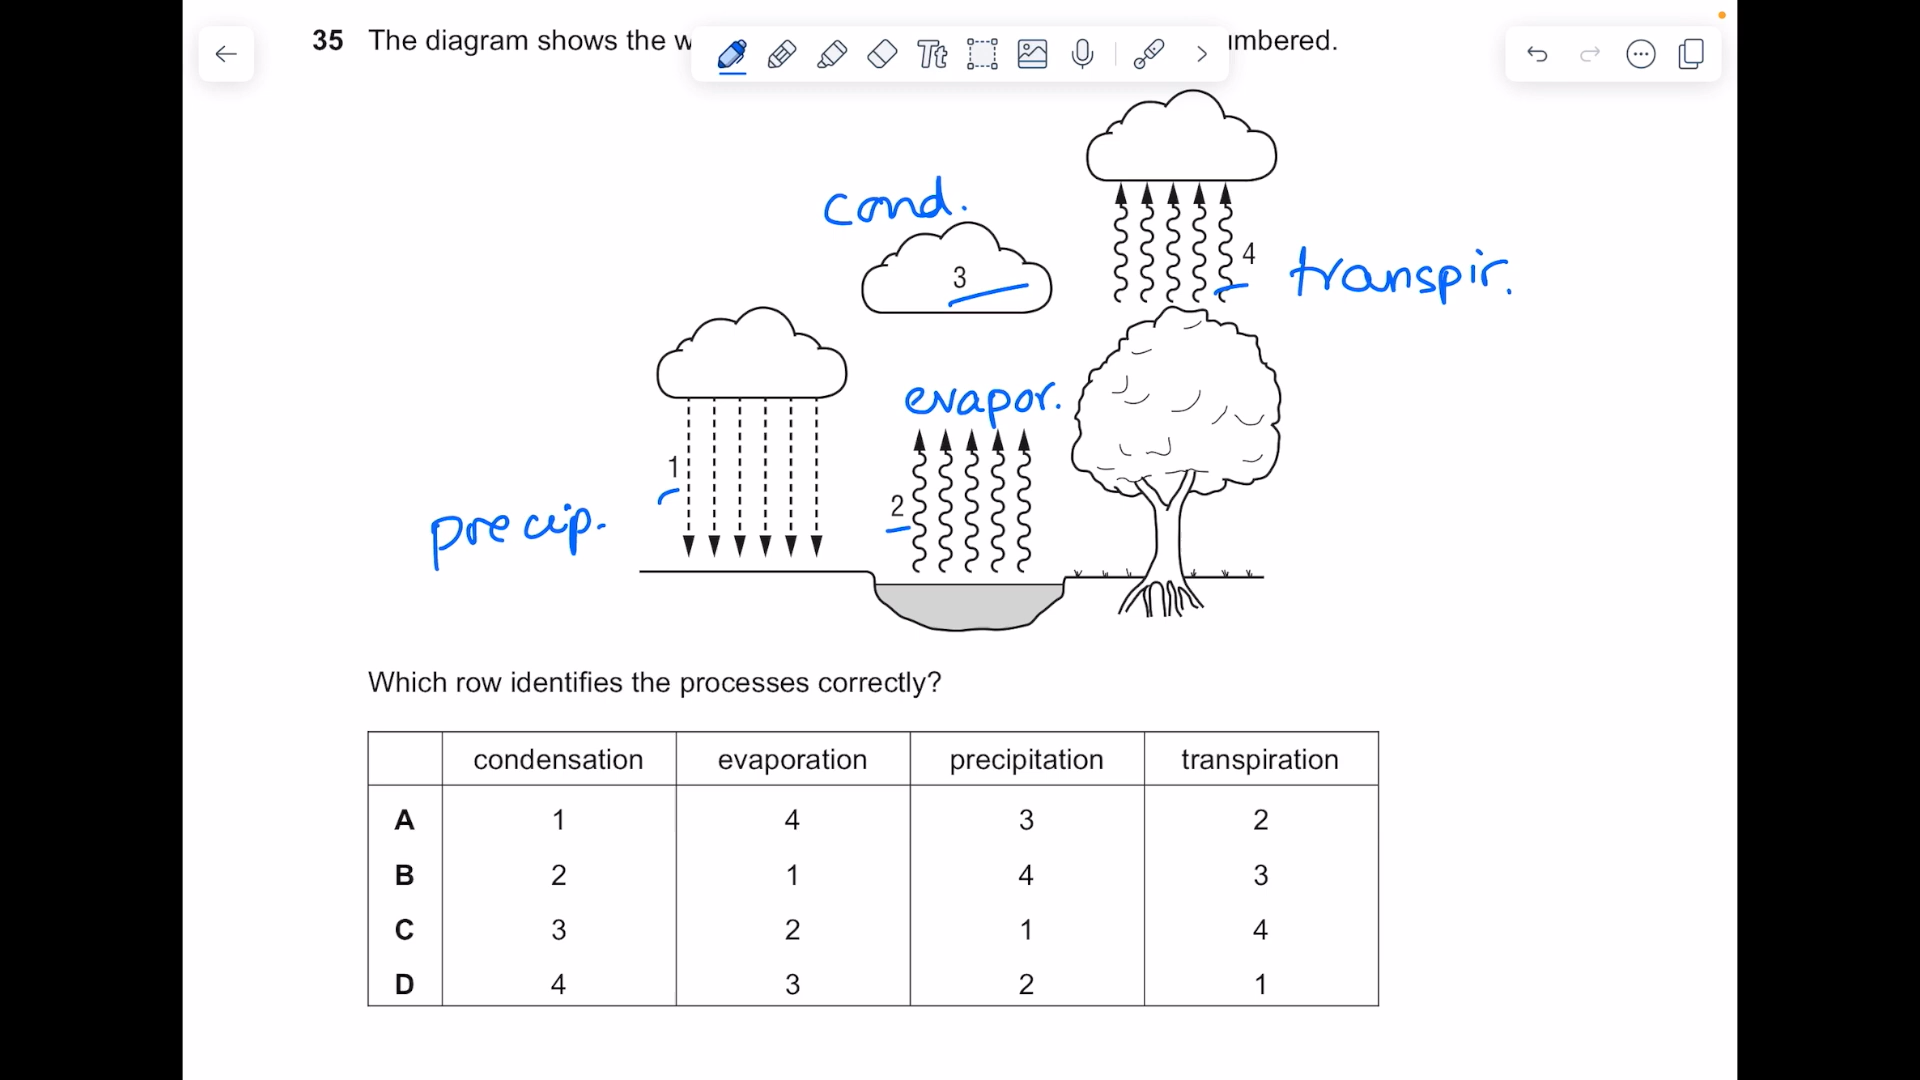 35 The diagram shows the w umbered.
Tt
cond.
3
4
transpir.
evapor.
1
2
precip.
Which row identifies the processes correctly?
condensation evaporation precipitation transpiration
A 1 4 3 2
B 2 1 4 3
C 3 2 1 4
D 4 3 2 1